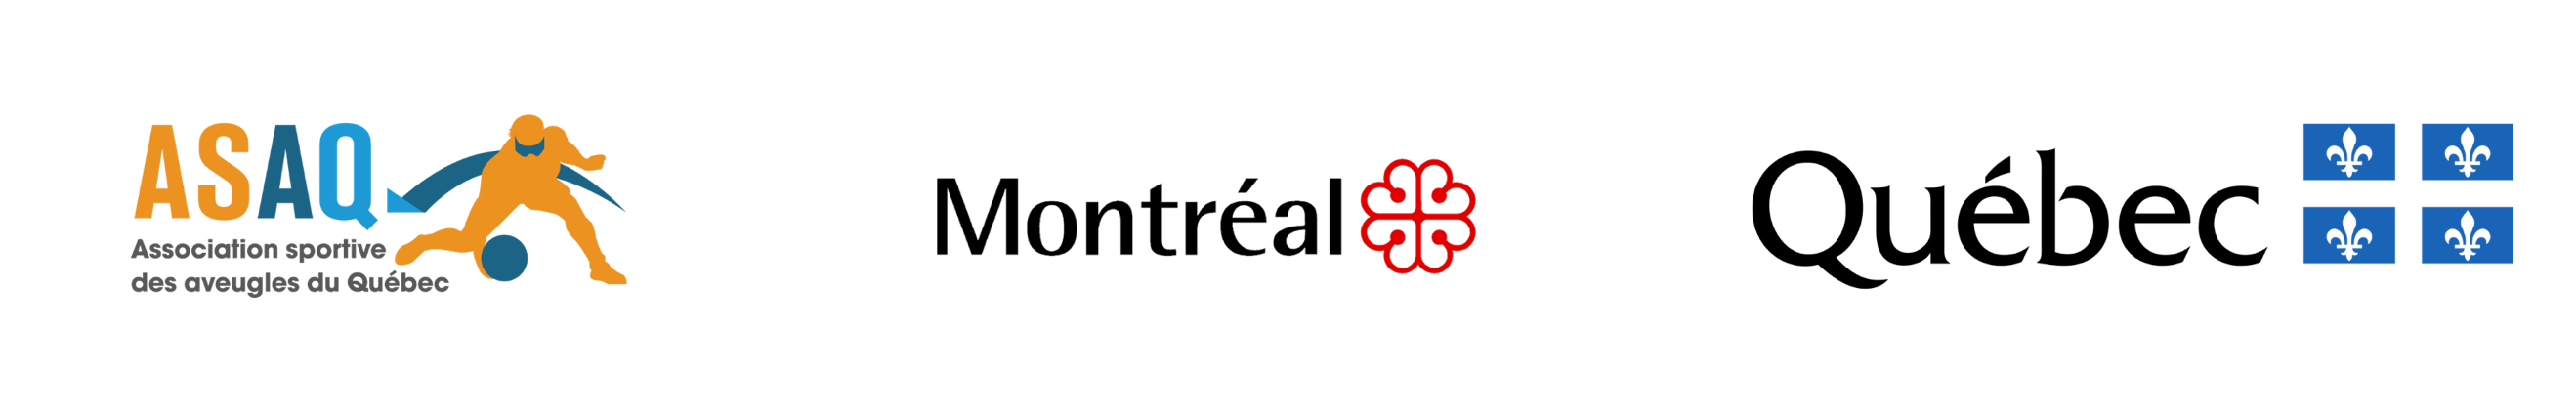 ASAQ
Association sportive
des aveugles du Québec
Montréal
Québec